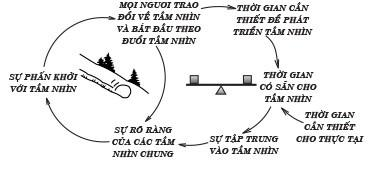 MỌI NGUOI TRAO
ĐỔI VỀ TẦM NHÌN
VÀ BẮT ĐẦU THEO
ĐUỔI TẦM NHÌN
THỜI GIAN CẦN
THIẾT ĐỂ PHÁT
TRIỂN TẦM NHÌN
THỜI GIAN
CÓ SẴN CHO
TẦM NHÌN
THỜI GIAN
CẦN THIẾT
CHO THỰC TẠI
SỰ TẬP TRUNG
VÀO TẦM NHÌN
SỰ RÕ RÀNG
CỦA CÁC TẦM
NHÌN CHUNG
SỰ PHẤN KHỞI
VỚI TẦM NHÌN